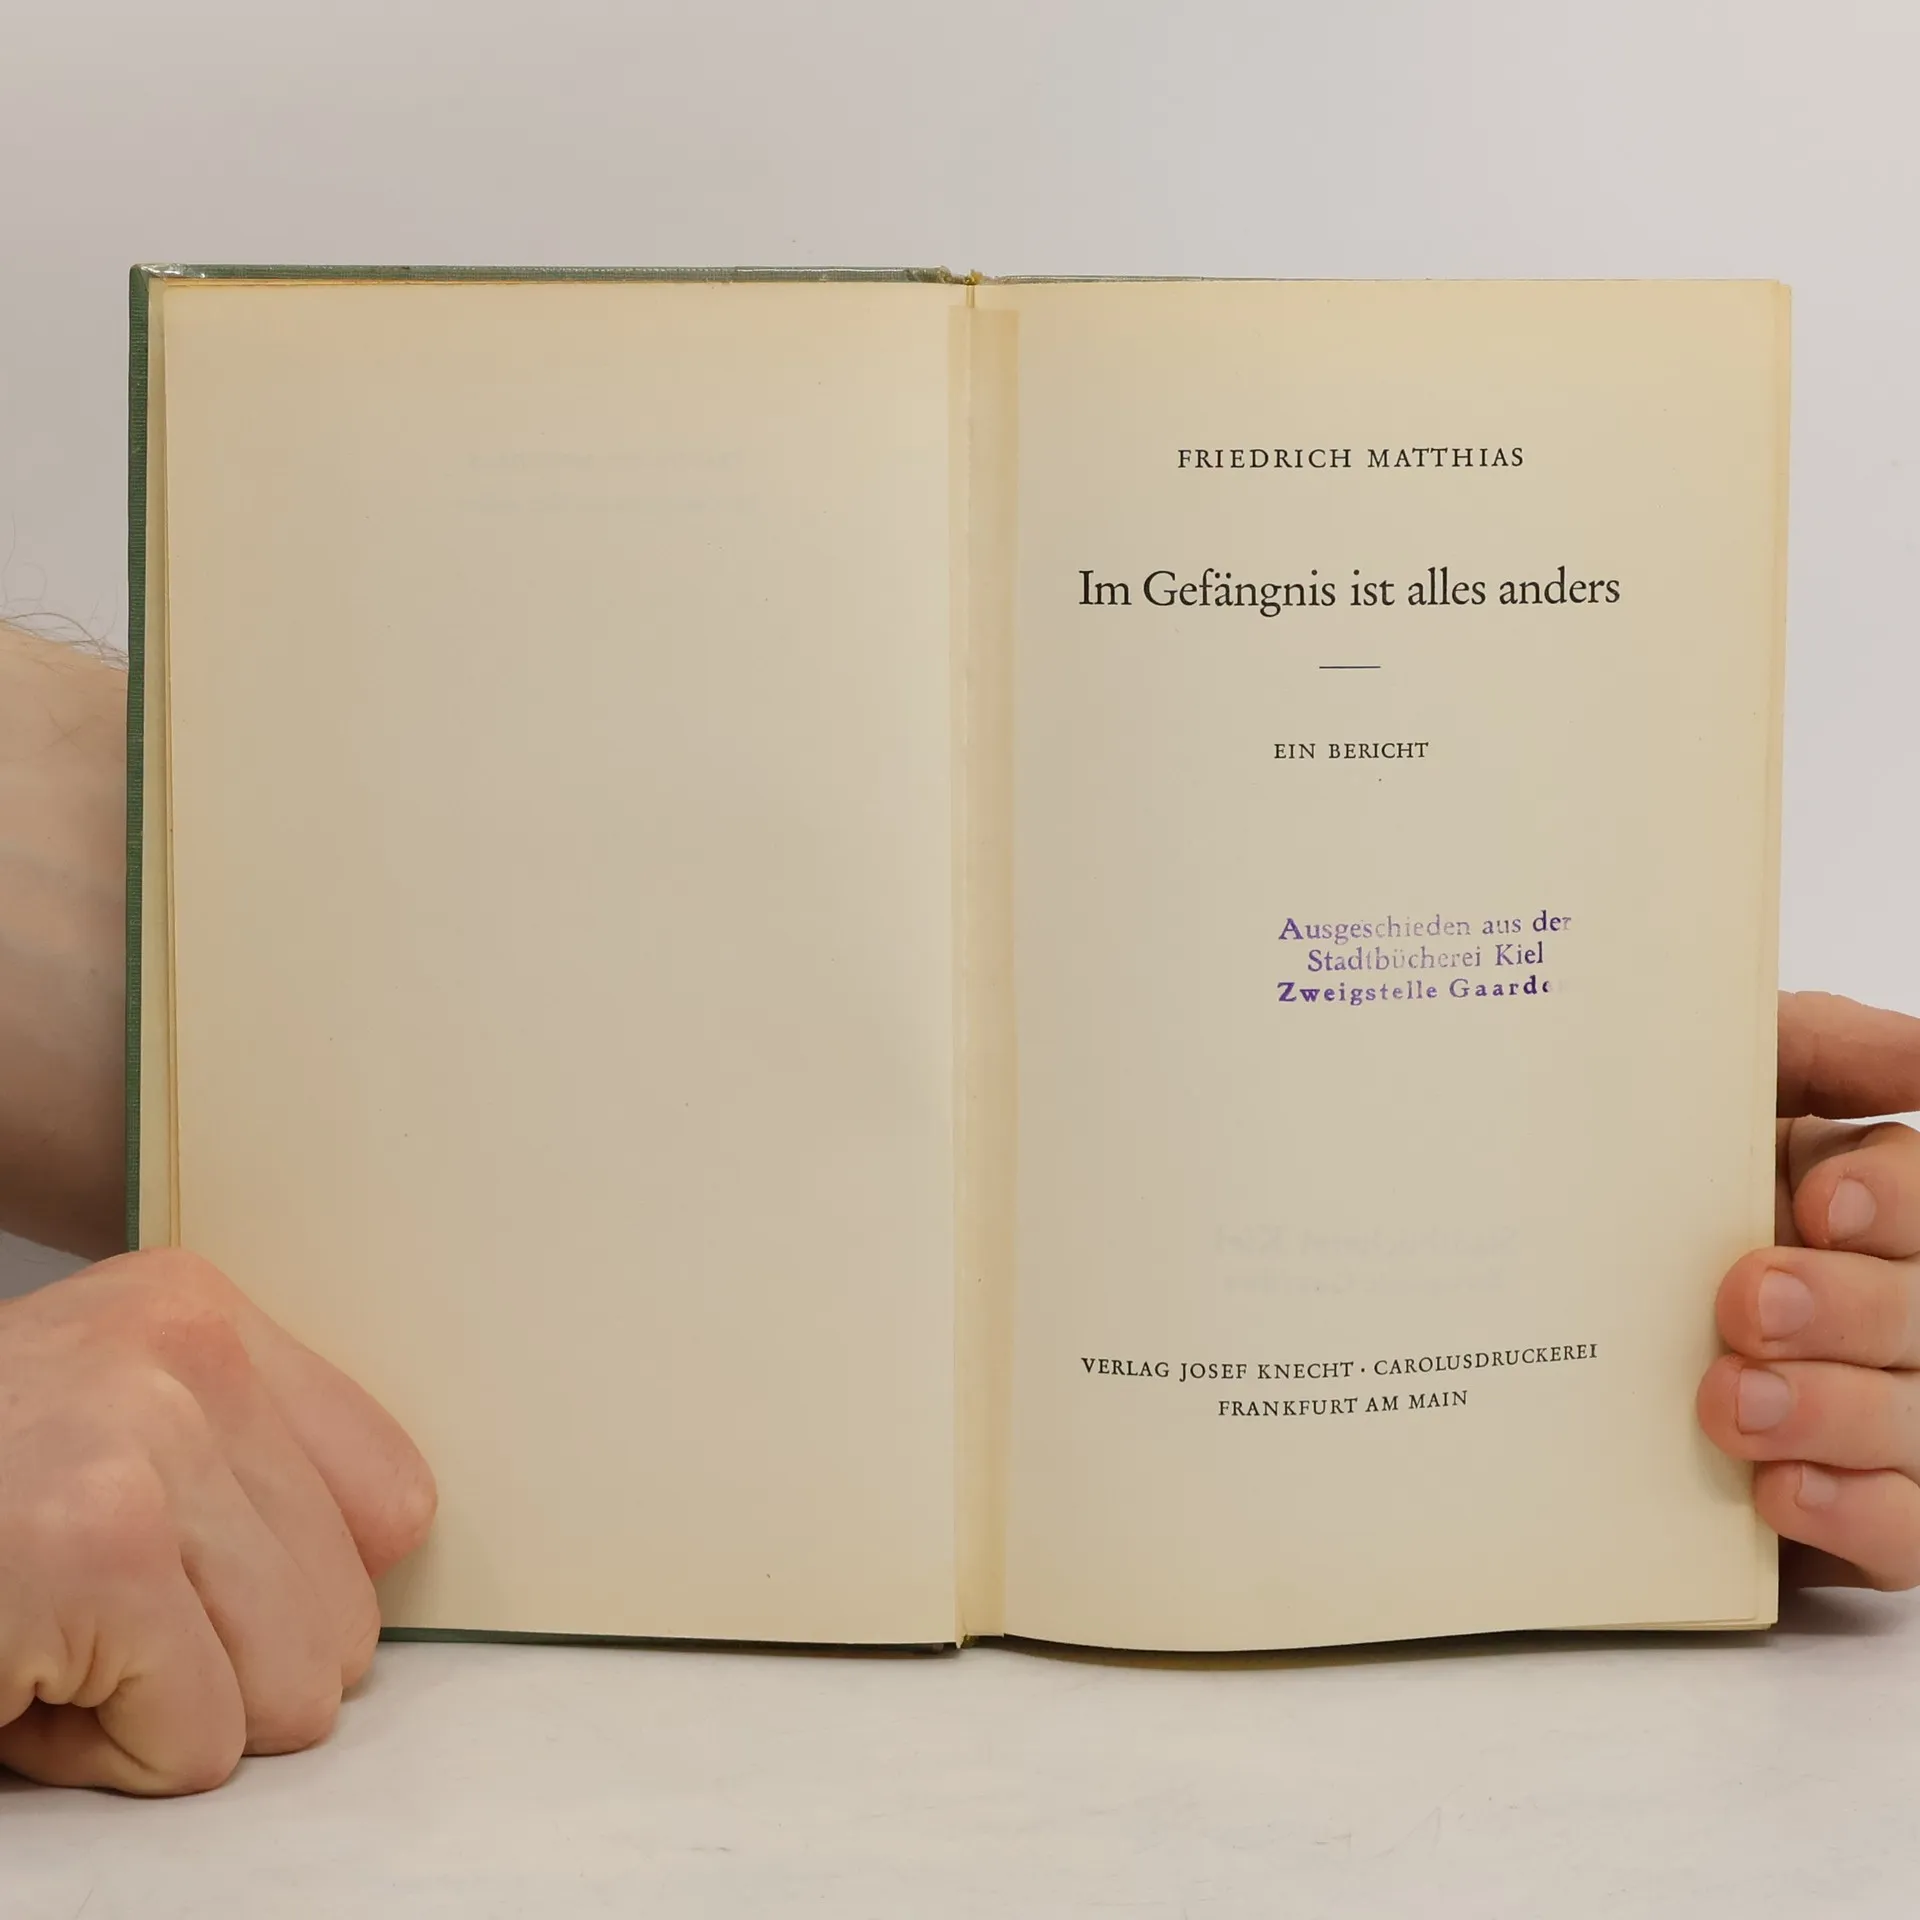 FRIEDRICH MATTHIAS
Im Gefängnis ist alles anders
EIN BERICHT
Ausgeschieden aus der
Stadtbücherei Kiel
Zweigstelle
VERLAG JOSEF KNECHT · CAROLUSDRUCKEREI
FRANKFURT AM MAIN